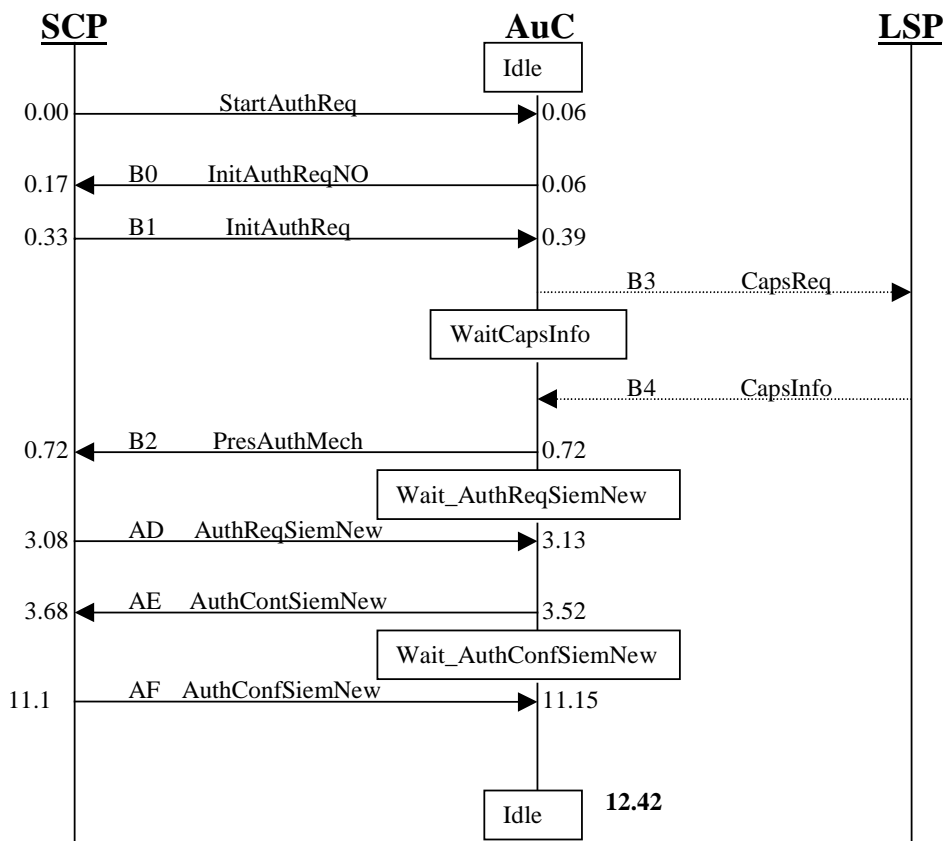 SCP AuC LSP
Idle
StartAuthReq
0.00 0.06
B0 InitAuthReqNO
0.17 0.06
B1 InitAuthReq
0.33 0.39
B3 CapsReq
WaitCapsInfo
B4 CapsInfo
B2 PresAuthMech
0.72 0.72
Wait_AuthReqSiemNew
AD AuthReqSiemNew
3.08 3.13
AE AuthContSiemNew
3.68 3.52
Wait_AuthConfSiemNew
AF AuthConfSiemNew
11.1 11.15
Idle 12.42